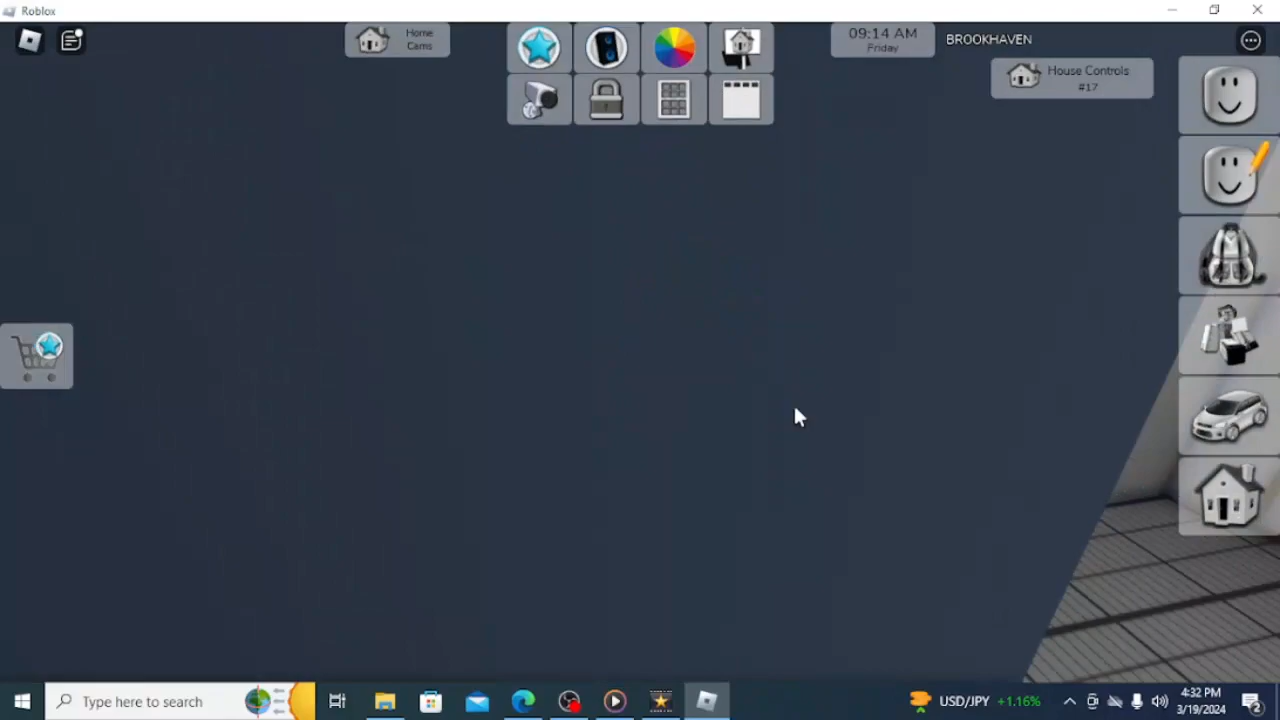 Roblox
Home
Cams
09:14 AM
Friday
BROOKHAVEN
House Controls
#17
Type here to search
USD/JPY +1.16%
4:32 PM
3/19/2024
2